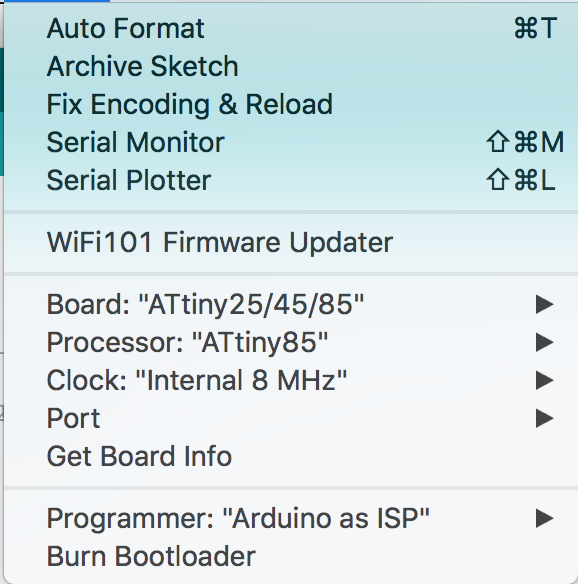 Auto Format ⌘T
Archive Sketch
Fix Encoding & Reload
Serial Monitor ⇧⌘M
Serial Plotter ⇧⌘L
WiFi101 Firmware Updater
Board: "ATtiny25/45/85" ▶
Processor: "ATtiny85" ▶
Clock: "Internal 8 MHz" ▶
Port ▶
Get Board Info
Programmer: "Arduino as ISP" ▶
Burn Bootloader